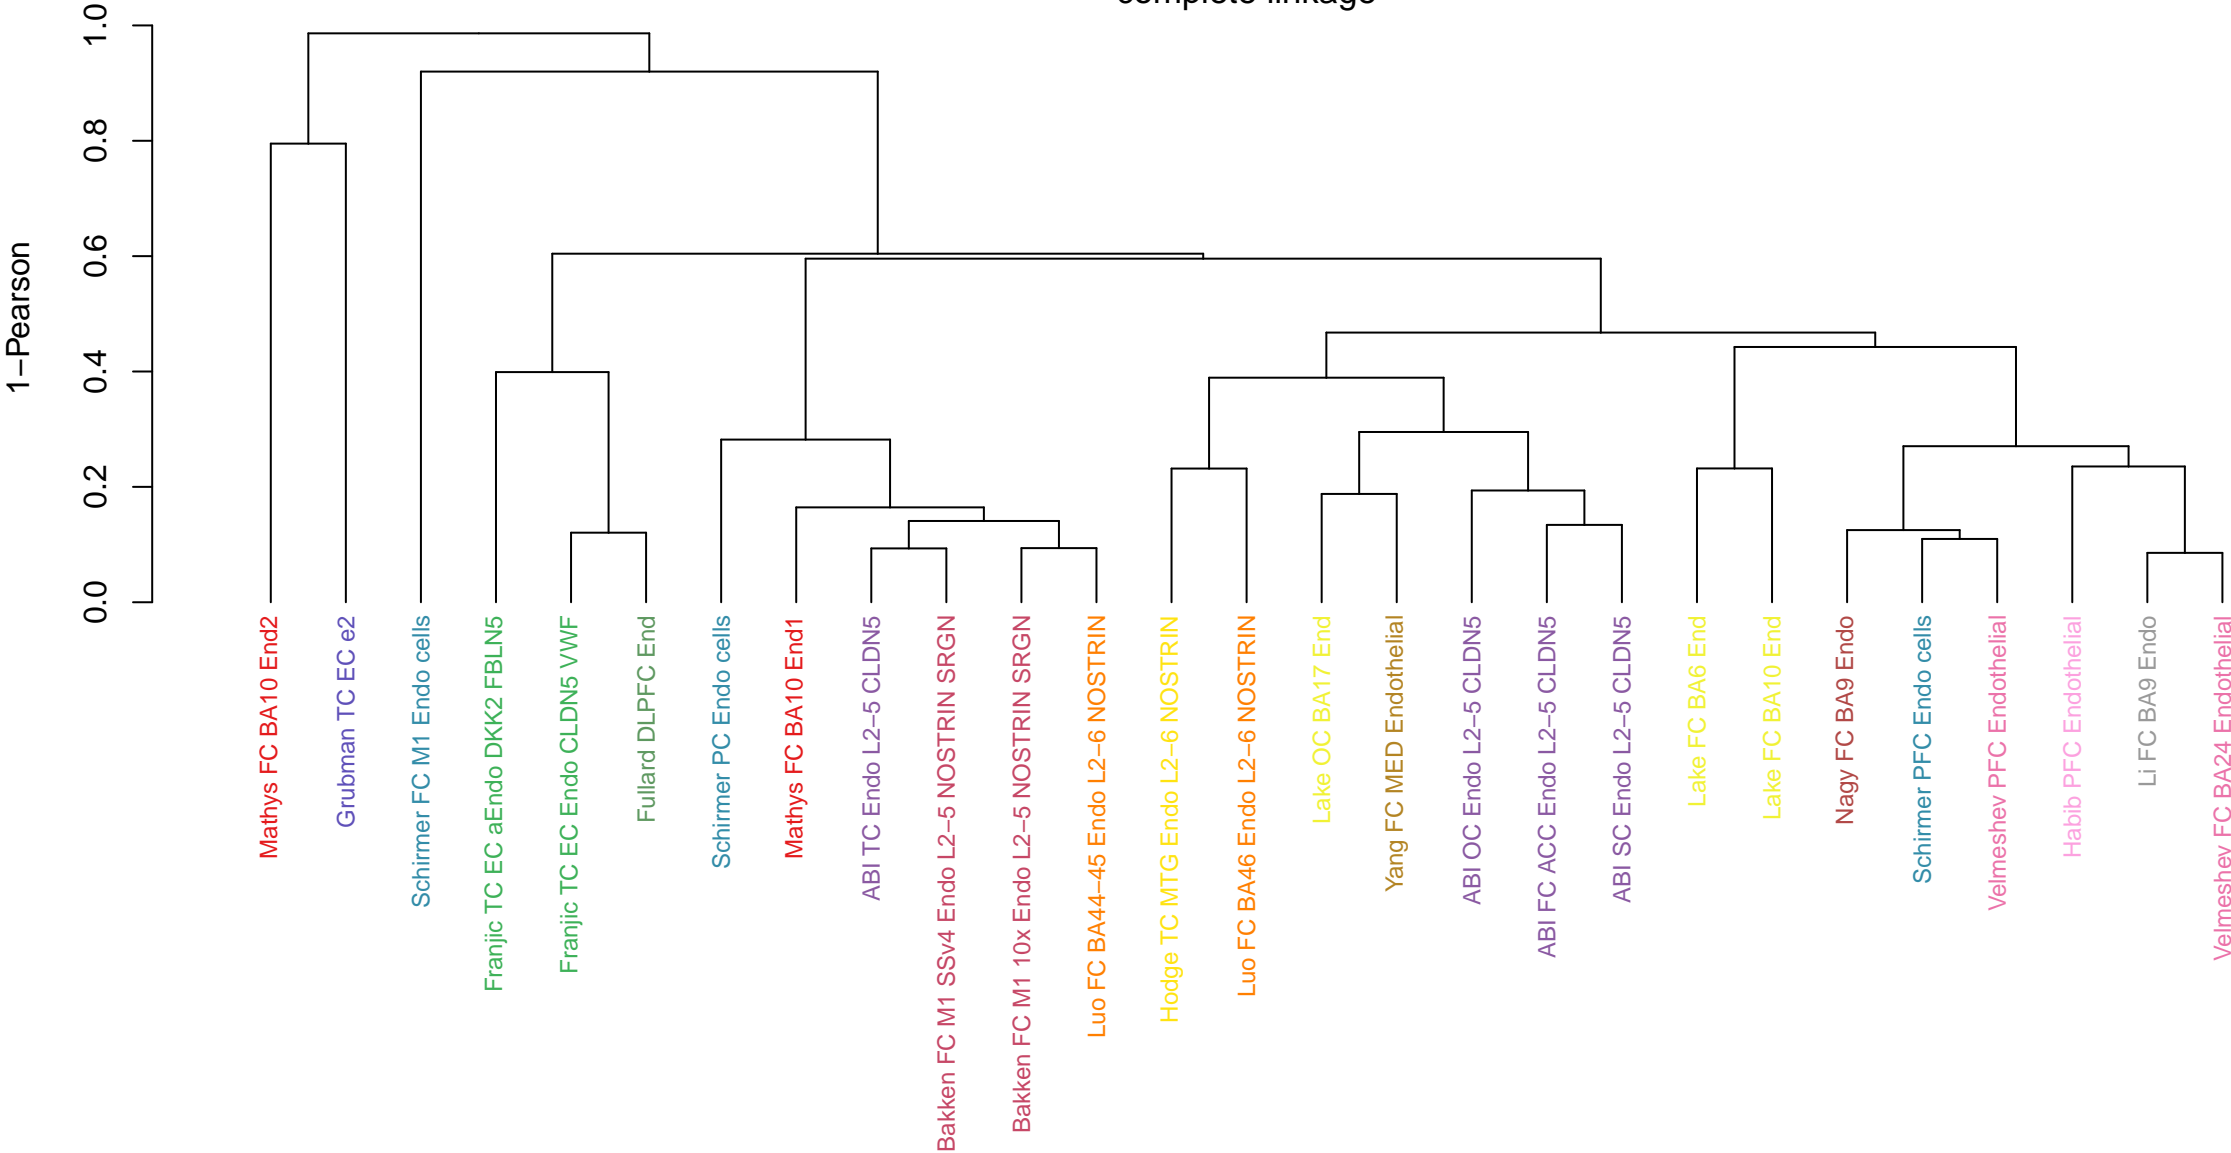 complete linkage
1−Pearson
1.0
0.8
0.6
0.4
0.2
0.0
Mathys FC BA10 End2
Grubman TC EC e2
Schirmer FC M1 Endo cells
Franjic TC EC aEndo DKK2 FBLN5
Franjic TC EC Endo CLDN5 VWF
Fullard DLPFC End
Schirmer PC Endo cells
Mathys FC BA10 End1
ABI TC Endo L2−5 CLDN5
Bakken FC M1 SSv4 Endo L2−5 NOSTRIN SRGN
Bakken FC M1 10x Endo L2−5 NOSTRIN SRGN
Luo FC BA44−45 Endo L2−6 NOSTRIN
Hodge TC MTG Endo L2−6 NOSTRIN
Luo FC BA46 Endo L2−6 NOSTRIN
Lake OC BA17 End
Yang FC MED Endothelial
ABI OC Endo L2−5 CLDN5
ABI FC ACC Endo L2−5 CLDN5
ABI SC Endo L2−5 CLDN5
Lake FC BA6 End
Lake FC BA10 End
Nagy FC BA9 Endo
Schirmer PFC Endo cells
Velmeshev PFC Endothelial
Habib PFC Endothelial
Li FC BA9 Endo
Velmeshev FC BA24 Endothelial